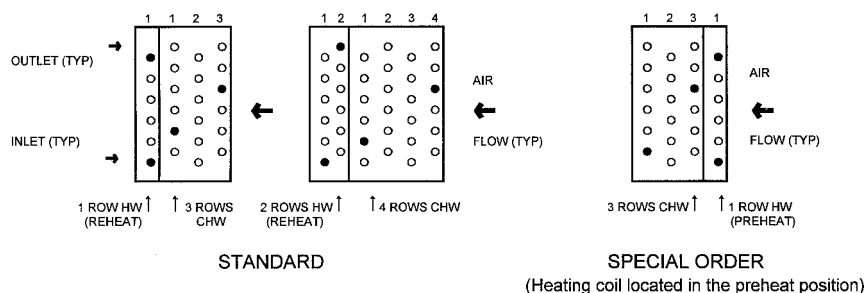 1 1 2 3
1 2 1 2 3 4
1 2 3 1
OUTLET (TYP)
INLET (TYP)
AIR
FLOW (TYP)
AIR
FLOW (TYP)
1 ROW HW
(REHEAT)
3 ROWS
CHW
2 ROWS HW
(REHEAT)
4 ROWS CHW
3 ROWS CHW
1 ROW HW
(PREHEAT)
STANDARD
SPECIAL ORDER
(Heating coil located in the preheat position)